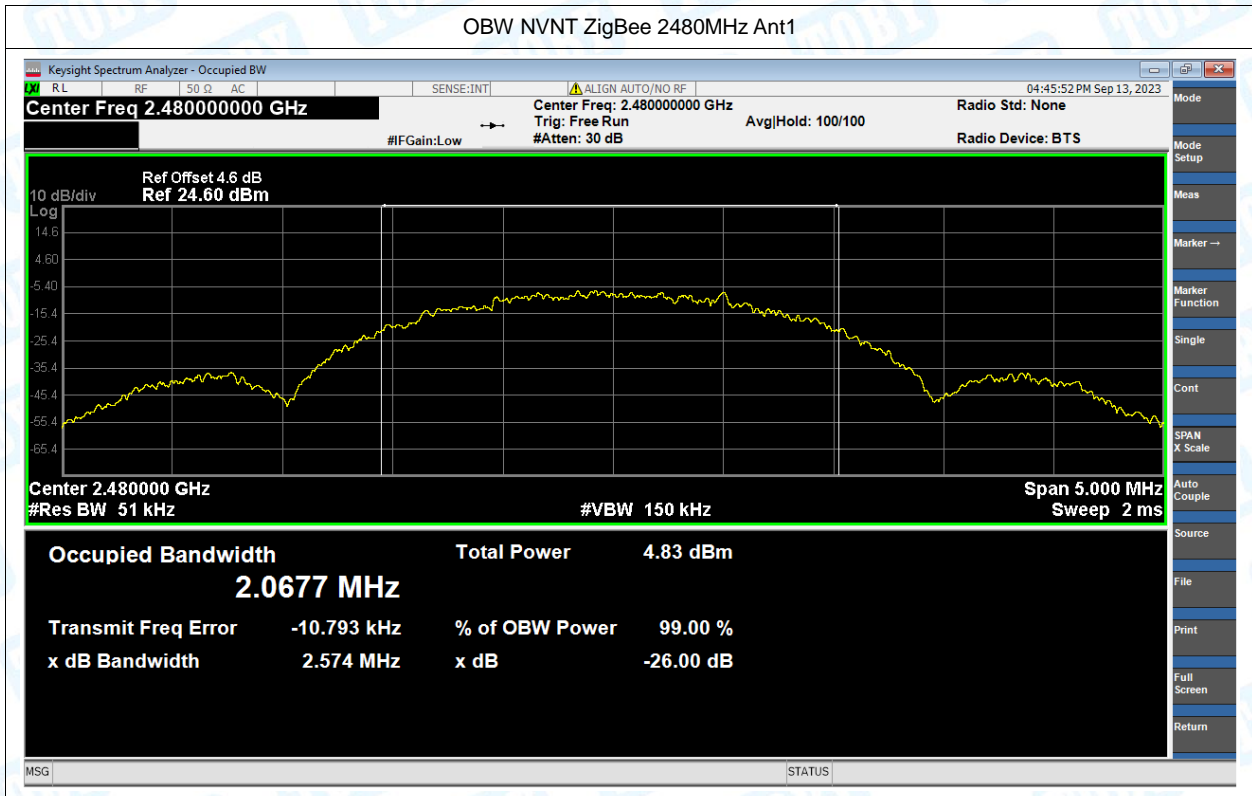 OBW NVNT ZigBee 2480MHz Ant1
Keysight Spectrum Analyzer - Occupied BW
LXI RL RF 50 Ω AC SENSE:INT ALIGN AUTO/NO RF 04:45:52 PM Sep 13, 2023
Center Freq 2.480000000 GHz
Center Freq: 2.480000000 GHz
Radio Std: None
Trig: Free Run
Avg|Hold: 100/100
#IFGain:Low
#Atten: 30 dB
Radio Device: BTS
Ref Offset 4.6 dB
10 dB/div Ref 24.60 dBm
Log
14.6
4.60
-5.40
-15.4
-25.4
-35.4
-45.4
-55.4
-65.4
Center 2.480000 GHz Span 5.000 MHz
#Res BW 51 kHz #VBW 150 kHz Sweep 2 ms
Occupied Bandwidth Total Power 4.83 dBm
2.0677 MHz
Transmit Freq Error -10.793 kHz % of OBW Power 99.00 %
x dB Bandwidth 2.574 MHz x dB -26.00 dB
MSG STATUS
Mode
Mode
Setup
Meas
Marker →
Marker
Function
Single
Cont
SPAN
X Scale
Auto
Couple
Source
File
Print
Full
Screen
Return
TOBY
TOBY
TOBY